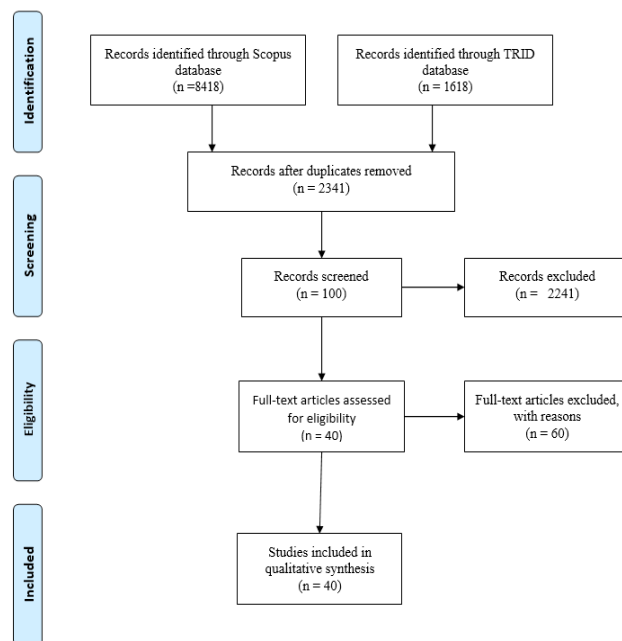 Identification
Records identified through Scopus
database
(n =8418)
Records identified through TRID
database
(n = 1618)
Records after duplicates removed
(n = 2341)
Screening
Records screened
(n = 100)
Records excluded
(n = 2241)
Eligibility
Full-text articles assessed
for eligibility
(n = 40)
Full-text articles excluded,
with reasons
(n = 60)
Included
Studies included in
qualitative synthesis
(n = 40)